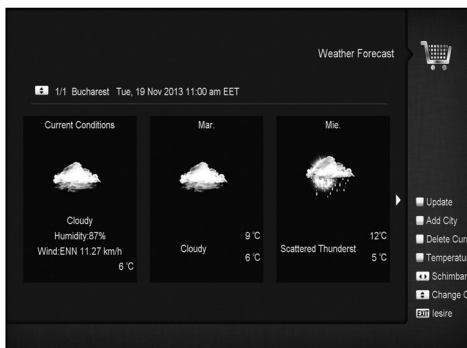 Weather Forecast
1/1 Bucharest Tue, 19 Nov 2013 11:00 am EET
Current Conditions
Cloudy
Humidity:87%
Wind:ENN 11.27 km/h
6 °C
Mar.
9 °C
Cloudy
6 °C
Mie.
12°C
Scattered Thunderst
5 °C
Update
Add City
Delete Curr
Temperatu
Schimbar
Change C
EXIT Iesire